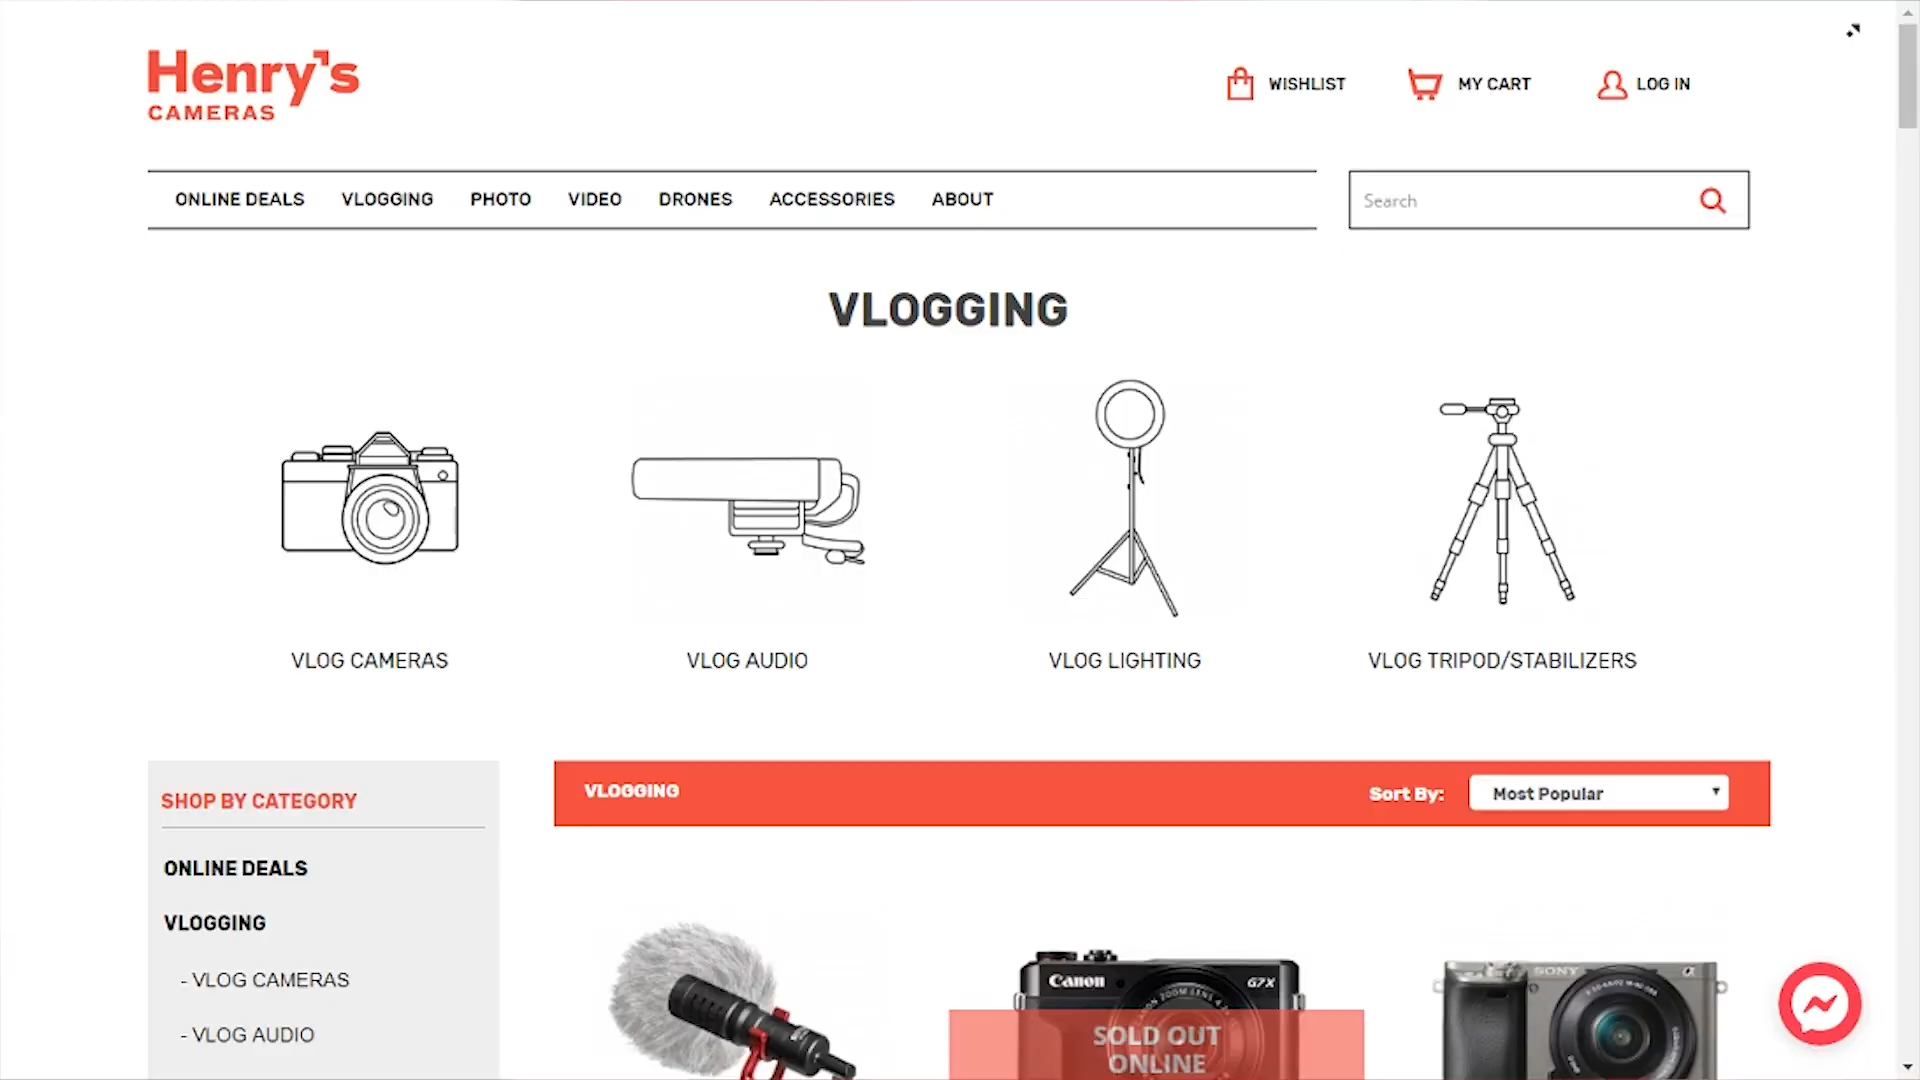 Henry's
CAMERAS
WISHLIST
MY CART
LOG IN
ONLINE DEALS
VLOGGING
PHOTO
VIDEO
DRONES
ACCESSORIES
ABOUT
Search
VLOGGING
VLOG CAMERAS
VLOG AUDIO
VLOG LIGHTING
VLOG TRIPOD/STABILIZERS
SHOP BY CATEGORY
ONLINE DEALS
VLOGGING
- VLOG CAMERAS
- VLOG AUDIO
VLOGGING
Sort By:
Most Popular
Canon
G7X
SONY
SOLD OUT
ONLINE